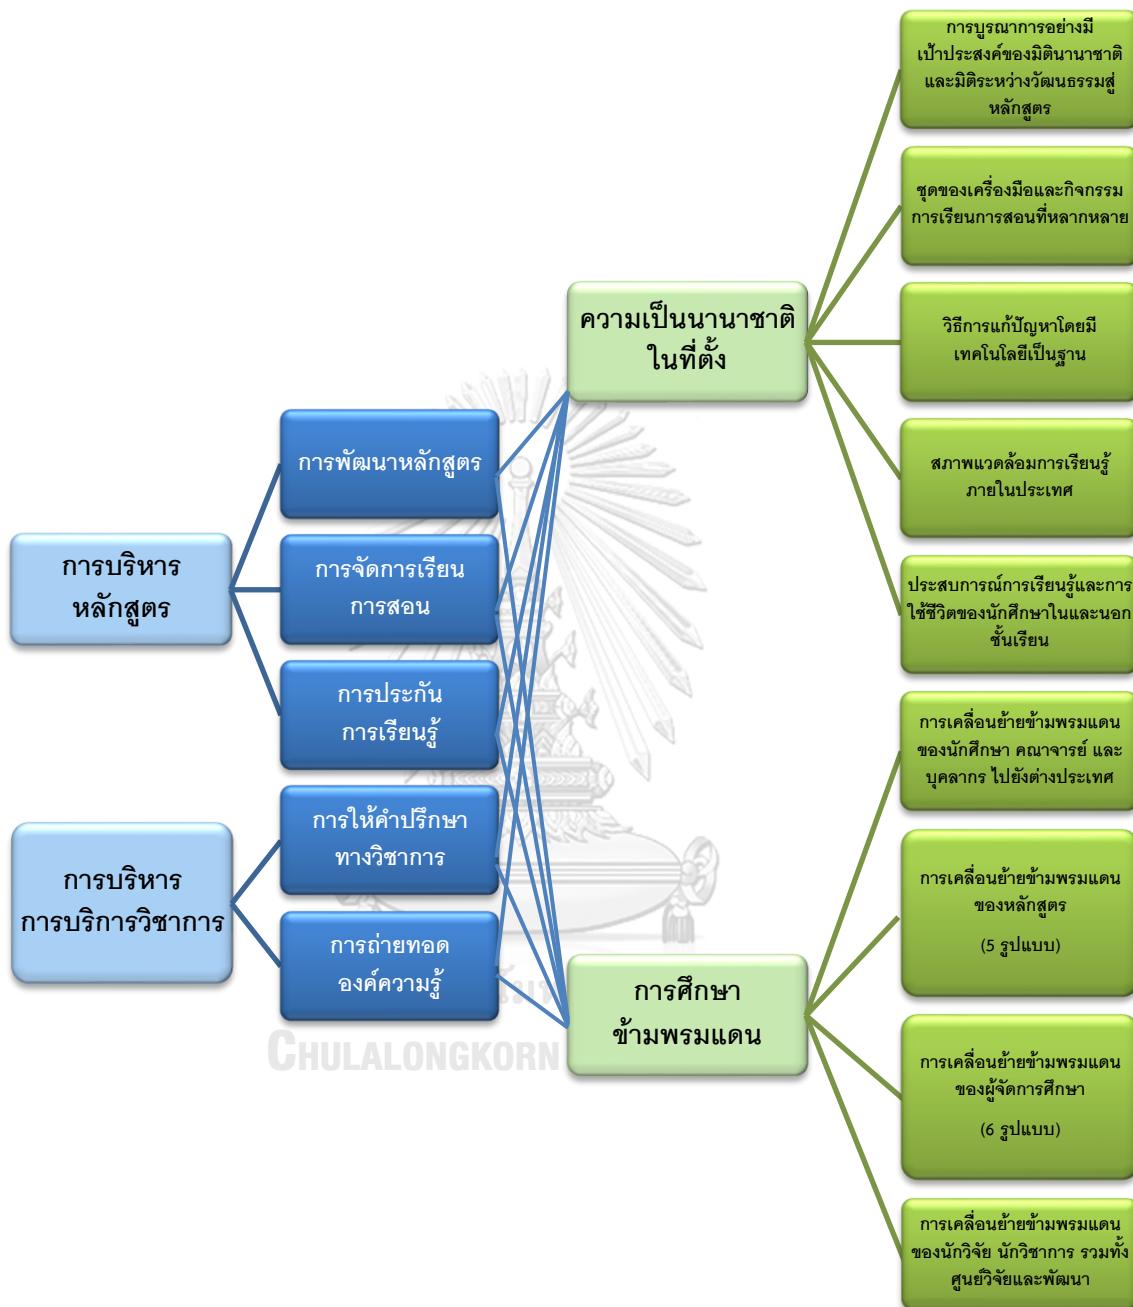 การบริหาร
หลักสูตร
การบริหาร
การบริการวิชาการ
การพัฒนาหลักสูตร
การจัดการเรียน
การสอน
การประกัน
การเรียนรู้
การให้คำปรึกษา
ทางวิชาการ
การถ่ายทอด
องค์ความรู้
ความเป็นนานาชาติ
ในที่ตั้ง
การศึกษา
ข้ามพรมแดน
การบูรณาการอย่างมี
เป้าประสงค์ของมิตินานาชาติ
และมิติระหว่างวัฒนธรรมสู่
หลักสูตร
ชุดของเครื่องมือและกิจกรรม
การเรียนการสอนที่หลากหลาย
วิธีการแก้ปัญหาโดยมี
เทคโนโลยีเป็นฐาน
สภาพแวดล้อมการเรียนรู้
ภายในประเทศ
ประสบการณ์การเรียนรู้และการ
ใช้ชีวิตของนักศึกษาในและนอก
ชั้นเรียน
การเคลื่อนย้ายข้ามพรมแดน
ของนักศึกษา คณาจารย์ และ
บุคลากร ไปยังต่างประเทศ
การเคลื่อนย้ายข้ามพรมแดน
ของหลักสูตร
(5 รูปแบบ)
การเคลื่อนย้ายข้ามพรมแดน
ของผู้จัดการศึกษา
(6 รูปแบบ)
การเคลื่อนย้ายข้ามพรมแดน
ของนักวิจัย นักวิชาการ รวมทั้ง
ศูนย์วิจัยและพัฒนา
CHULALONGKORN